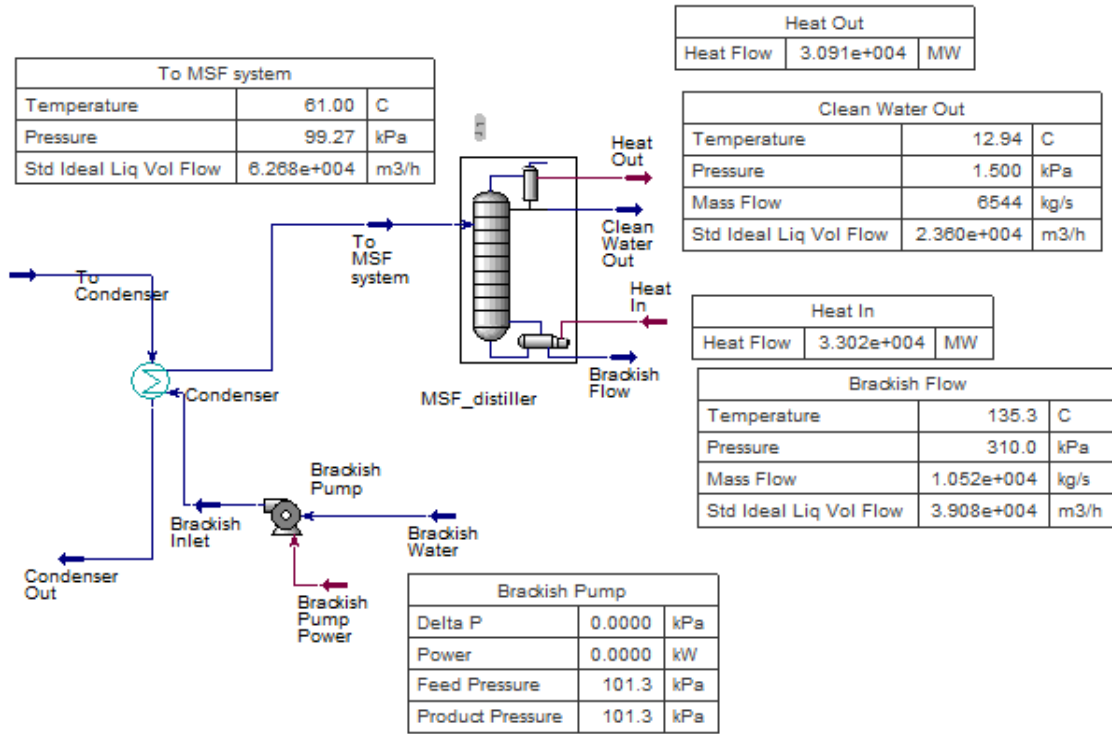 Heat Out
Heat Flow 3.091e+004 MW
To MSF system
Temperature 61.00 C
Pressure 99.27 kPa
Std Ideal Liq Vol Flow 6.268e+004 m3/h
Clean Water Out
Temperature 12.94 C
Pressure 1.500 kPa
Mass Flow 6544 kg/s
Std Ideal Liq Vol Flow 2.360e+004 m3/h
Heat
Out
Clean
Water
Out
To
MSF
system
To
Condenser
Heat
In
Heat In
Heat Flow 3.302e+004 MW
Brackish
Flow
MSF_distiller
Condenser
Brackish Flow
Temperature 135.3 C
Pressure 310.0 kPa
Mass Flow 1.052e+004 kg/s
Std Ideal Liq Vol Flow 3.908e+004 m3/h
Brackish
Pump
Brackish
Inlet
Brackish
Water
Condenser
Out
Brackish
Pump
Power
Brackish Pump
Delta P 0.0000 kPa
Power 0.0000 kW
Feed Pressure 101.3 kPa
Product Pressure 101.3 kPa